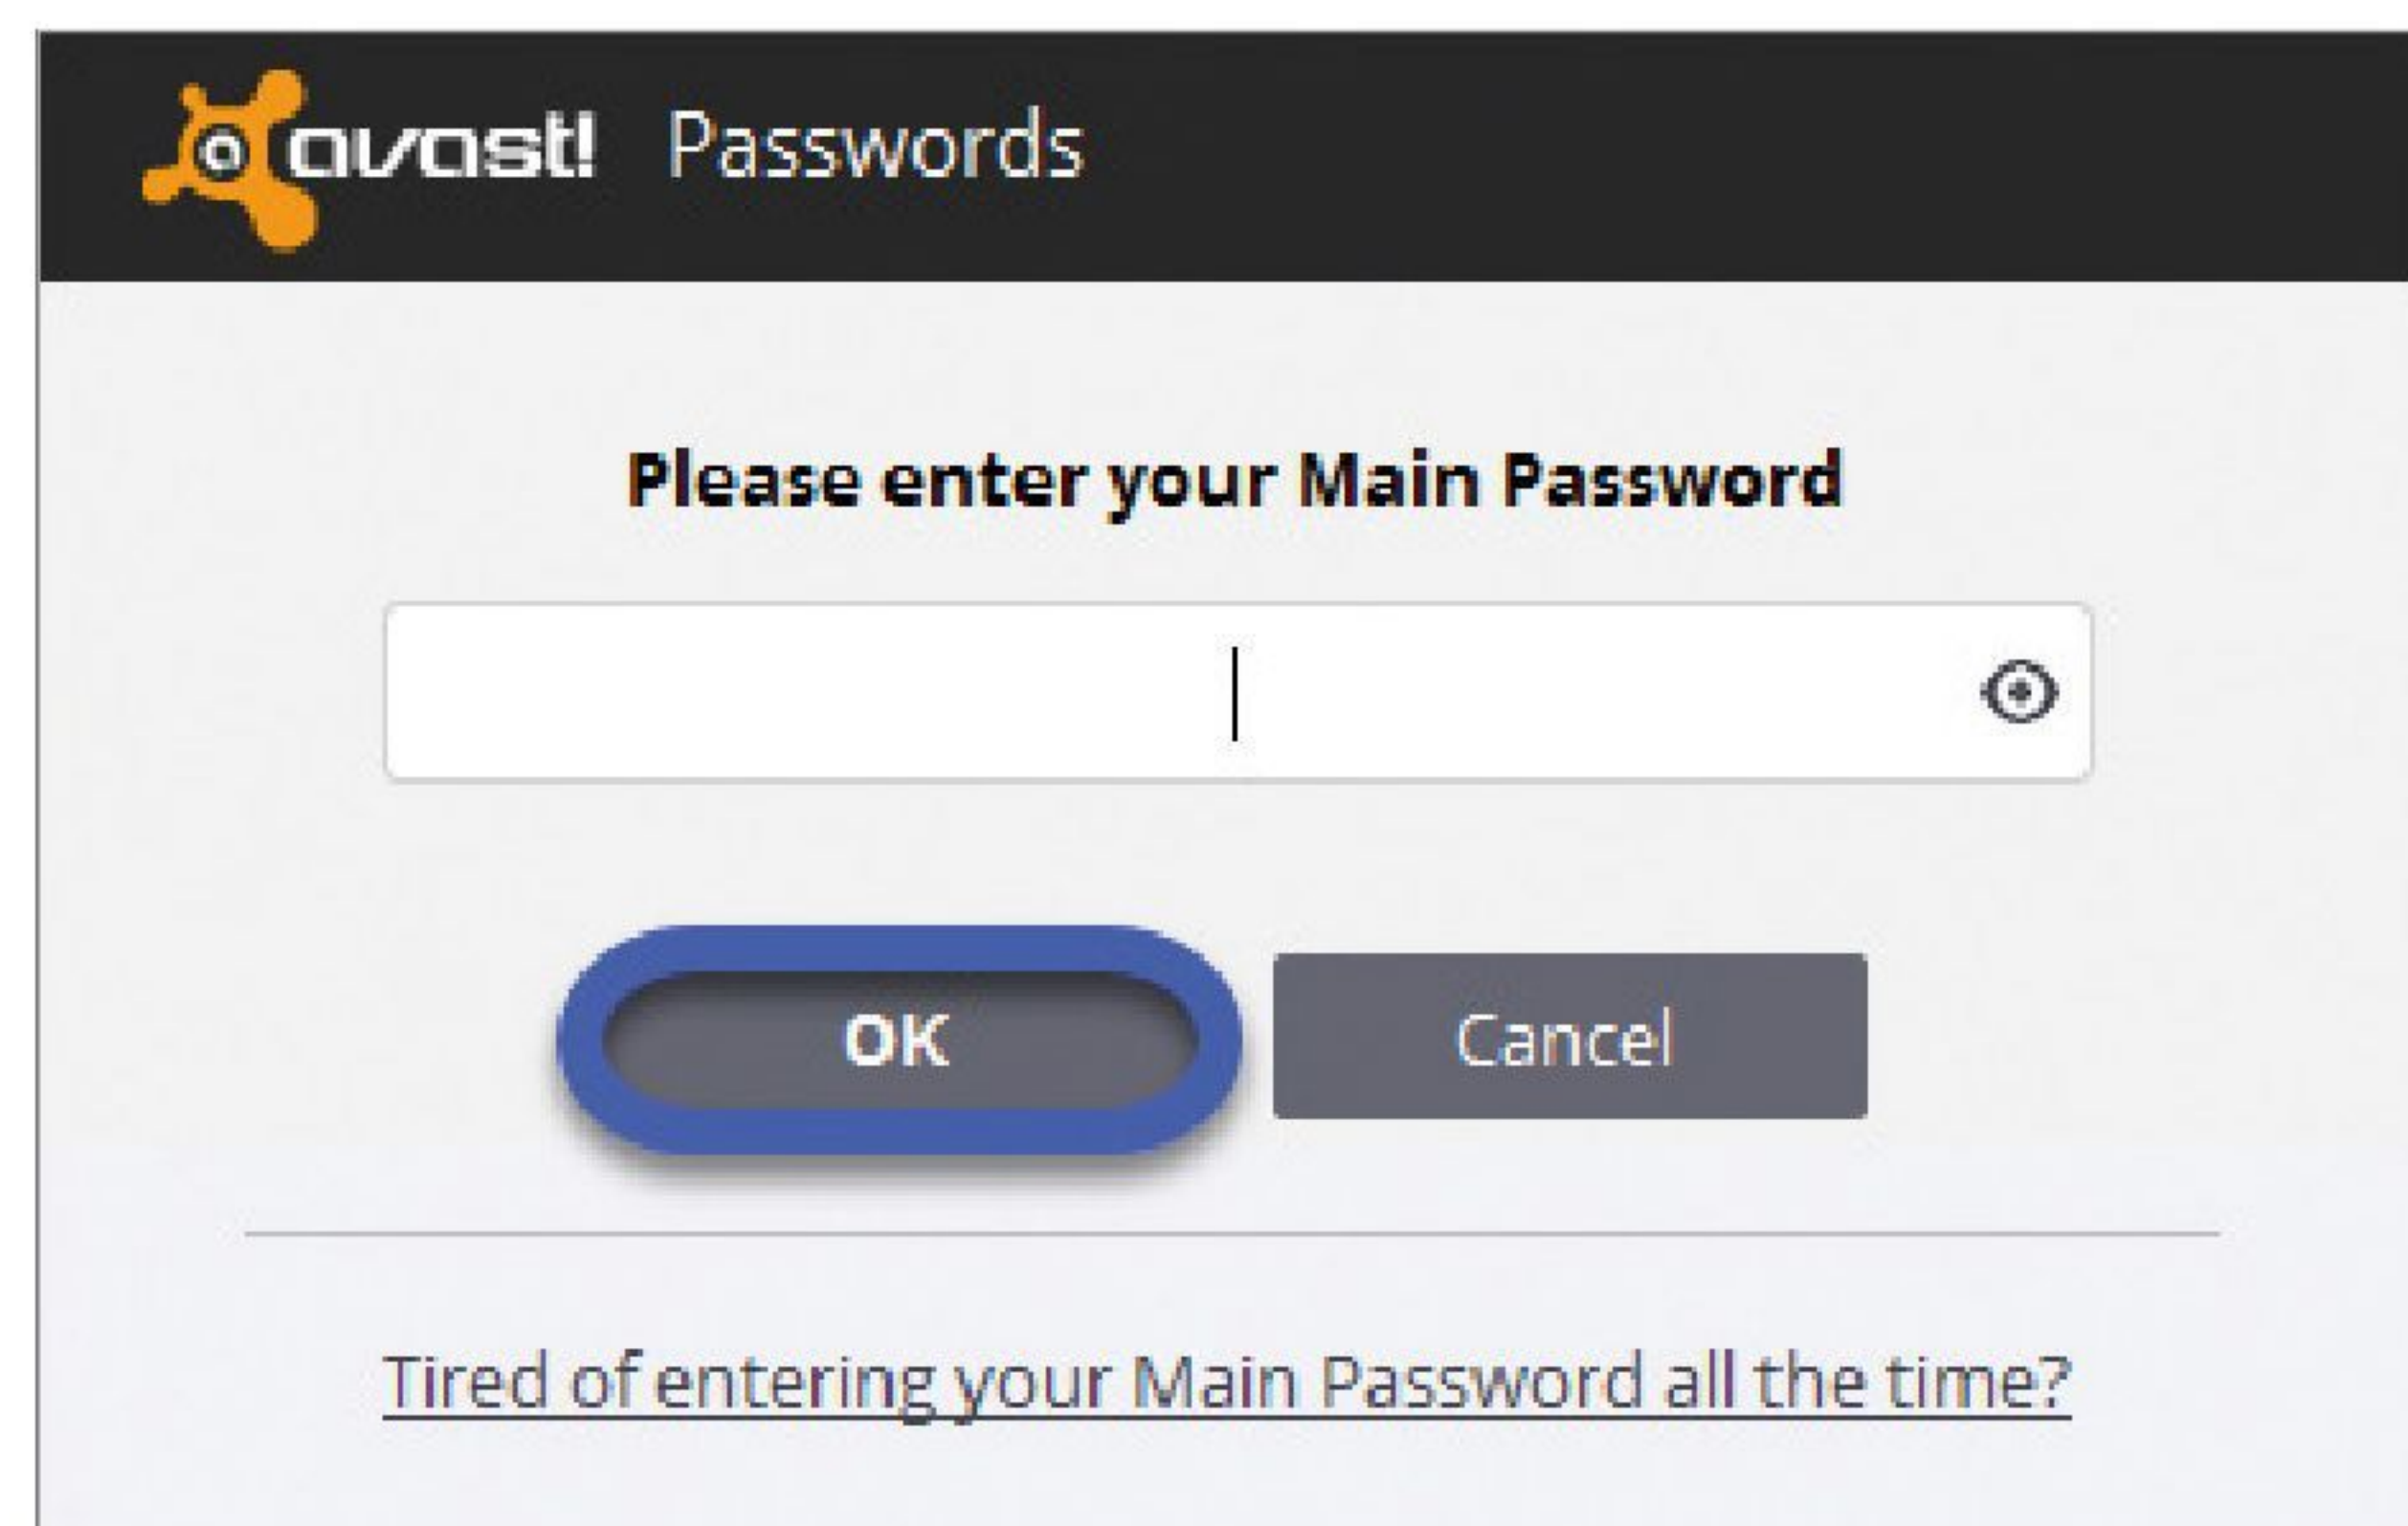 avast! Passwords
Please enter your Main Password
OK Cancel
Tired of entering your Main Password all the time?